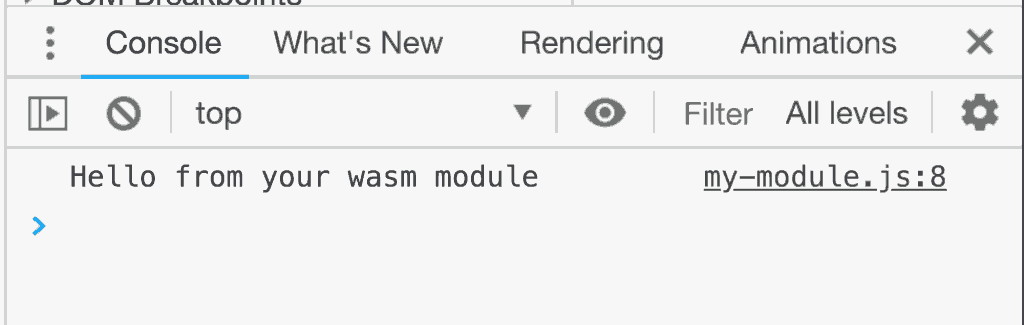 DOM Breakpoints
Console What's New Rendering Animations
top Filter All levels
Hello from your wasm module my-module.js:8